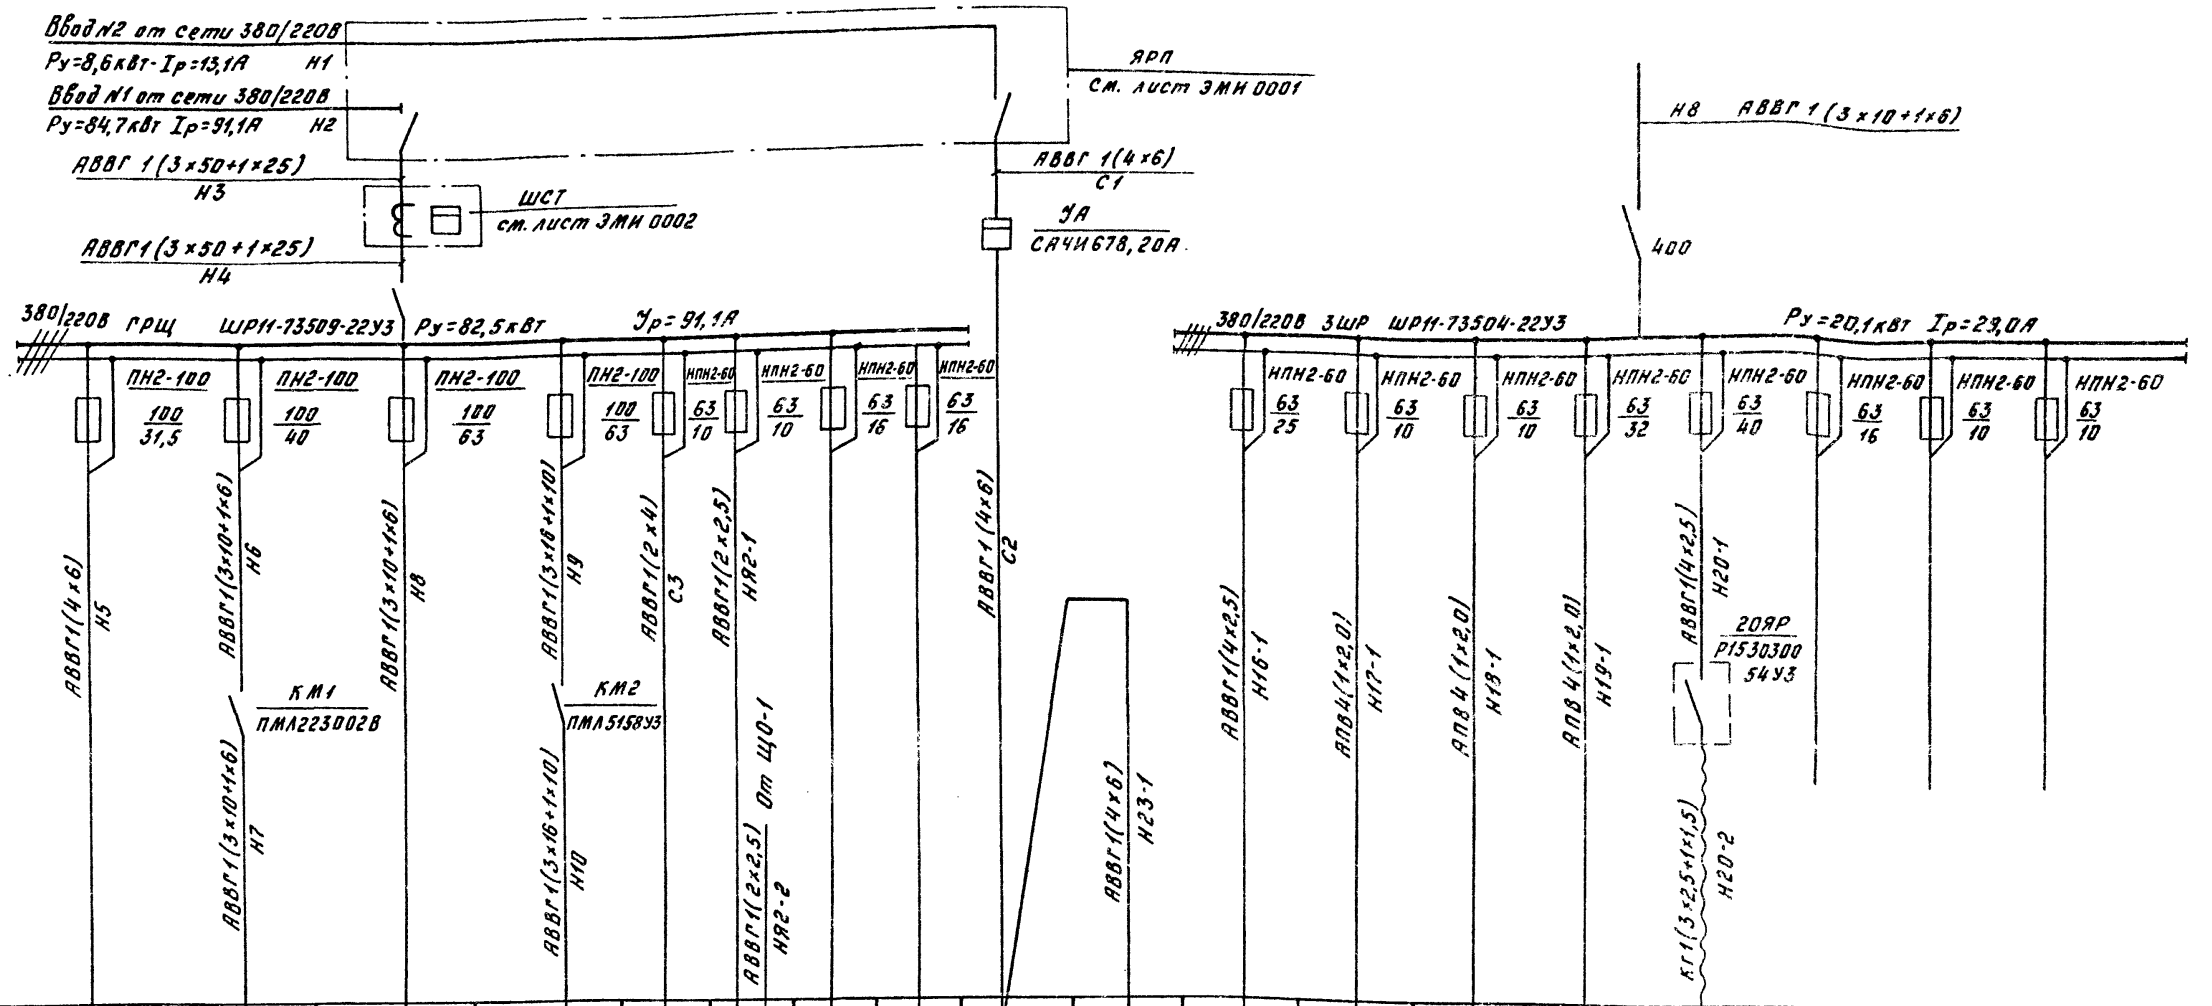 Ввод №2 от сети 380/220В
Ру=8,6кВт- Iр=13,1А Н1
Ввод №1 от сети 380/220В
Ру=84,7кВт Iр=91,1А Н2
АВВГ 1(3×50+1×25)
Н3
ШСТ
см. лист ЭМИ 0002
АВВГ1(3×50+1×25)
Н4
ЯРП
См. лист ЭМИ 0001
АВВГ 1(4×6)
С1
УА
САЧИ678,20А.
Н8 АВВГ 1(3×10+1×6)
400
380/220В ГРЩ ШР11-73509-22У3 Ру=82,5кВт Ур=91,1А
ПН2-100
100
31,5
ПН2-100
100
40
ПН2-100
100
63
ПН2-100
100
63
НПН2-60
63
10
НПН2-60
63
10
НПН2-60
63
16
НПН2-60
63
16
380/220В 3ШР ШР11-73504-22У3 Ру=20,1кВт Iр=29,0А
НПН2-60
63
25
НПН2-60
63
10
НПН2-60
63
10
НПН2-60
63
32
НПН2-60
63
40
НПН2-60
63
16
НПН2-60
63
10
НПН2-60
63
10
АВВГ1(4×6)
Н5
АВВГ1(3×10+1×6)
Н6
КМ1
ПМЛ223002В
АВВГ1(3×10+1×6)
Н7
АВВГ1(3×10+1×6)
Н8
АВВГ1(3×16+1×10)
Н9
КМ2
ПМЛ5158У3
АВВГ1(3×16+1×10)
Н10
АВВГ1(2×4)
С3
АВВГ1(2×2,5)
НЯ2-1
АВВГ1(2×2,5) От ЩО-1
НЯ2-2
АВВГ1(4×6)
С2
АВВГ1(4×6)
Н23-1
АВВГ1(4×2,5)
Н16-1
АПВ4(1×2,0)
Н17-1
АПВ 4(1×2,0)
Н18-1
АПВ 4(1×2,0)
Н19-1
АВВГ1(4×2,5)
Н20-1
20ЯР
Р1530300
54У3
КГ1(3×2,5+1×1,5)
Н20-2